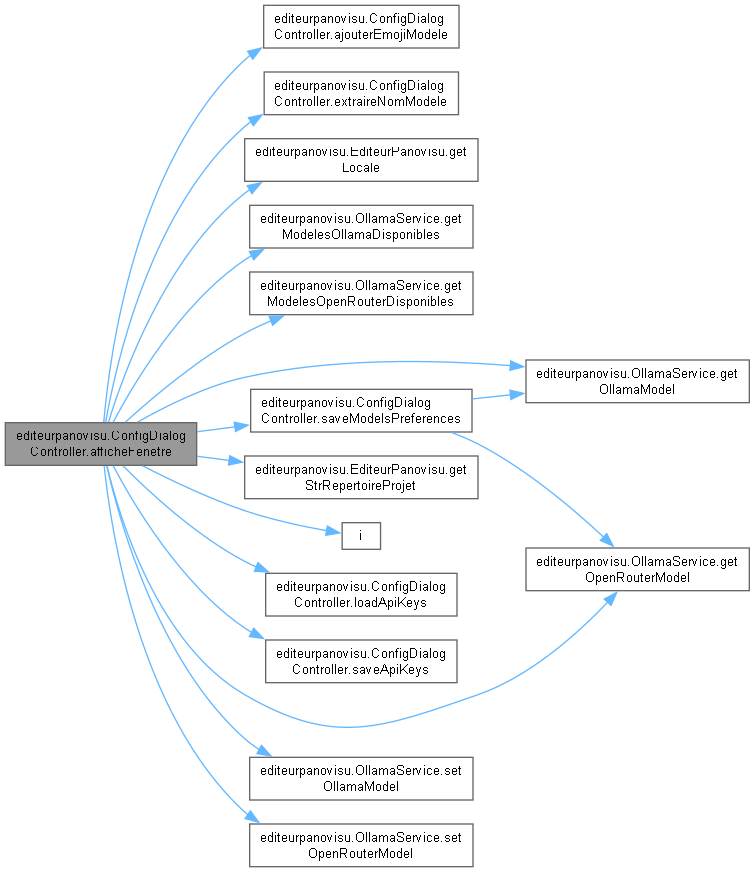 editeurpanovisu.ConfigDialog
Controller.ajouterEmojiModele
editeurpanovisu.ConfigDialog
Controller.extraireNomModele
editeurpanovisu.EditeurPanovisu.get
Locale
editeurpanovisu.OllamaService.get
ModelesOllamaDisponibles
editeurpanovisu.OllamaService.get
ModelesOpenRouterDisponibles
editeurpanovisu.OllamaService.get
OllamaModel
editeurpanovisu.ConfigDialog
Controller.saveModelsPreferences
editeurpanovisu.ConfigDialog
Controller.afficheFenetre
editeurpanovisu.EditeurPanovisu.get
StrRepertoireProjet
i
editeurpanovisu.OllamaService.get
OpenRouterModel
editeurpanovisu.ConfigDialog
Controller.loadApiKeys
editeurpanovisu.ConfigDialog
Controller.saveApiKeys
editeurpanovisu.OllamaService.set
OllamaModel
editeurpanovisu.OllamaService.set
OpenRouterModel